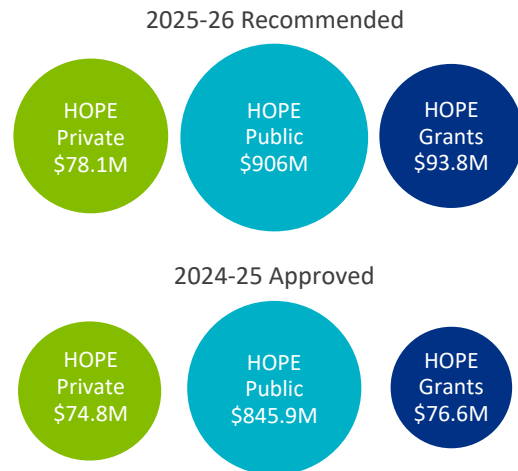 2025-26 Recommended
HOPE
Private
$78.1M
HOPE
Public
$906M
HOPE
Grants
$93.8M
2024-25 Approved
HOPE
Private
$74.8M
HOPE
Public
$845.9M
HOPE
Grants
$76.6M